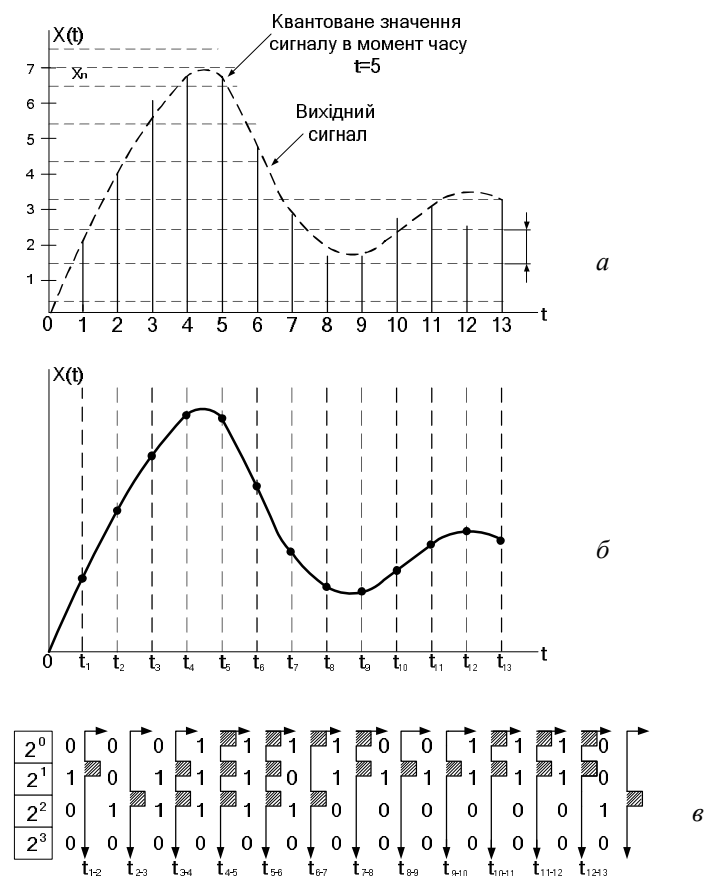 X(t)
Квантоване значення
сигналу в момент часу
t=5
Xn
Вихідний
сигнал
7
6
5
4
3
2
1
0 1 2 3 4 5 6 7 8 9 10 11 12 13 t
а
X(t)
б
0 t1 t2 t3 t4 t5 t6 t7 t8 t9 t10 t11 t12 t13 t
2⁰ 0 0 0 1 1 1 1 0 0 1 1 1 0
2¹ 1 0 1 1 1 0 1 1 1 1 1 1 0
2² 0 1 1 1 1 1 0 0 0 0 0 0 1
2³ 0 0 0 0 0 0 0 0 0 0 0 0 0
в
t1-2 t2-3 t3-4 t4-5 t5-6 t6-7 t7-8 t8-9 t9-10 t10-11 t11-12 t12-13